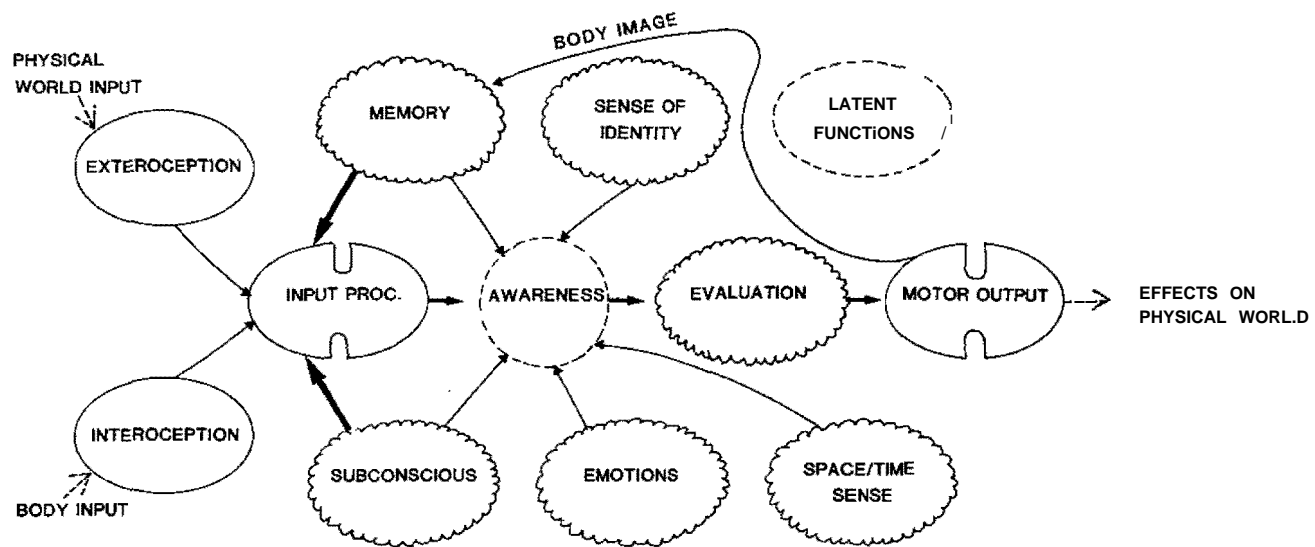 BODY IMAGE
PHYSICAL
WORLD INPUT
MEMORY
SENSE OF
IDENTITY
LATENT
FUNCTIONS
EXTEROCEPTION
INPUT PROC.
AWARENESS
EVALUATION
MOTOR OUTPUT
EFFECTS ON
PHYSICAL WORL.D
INTEROCEPTION
BODY INPUT
SUBCONSCIOUS
EMOTIONS
SPACE/TIME
SENSE